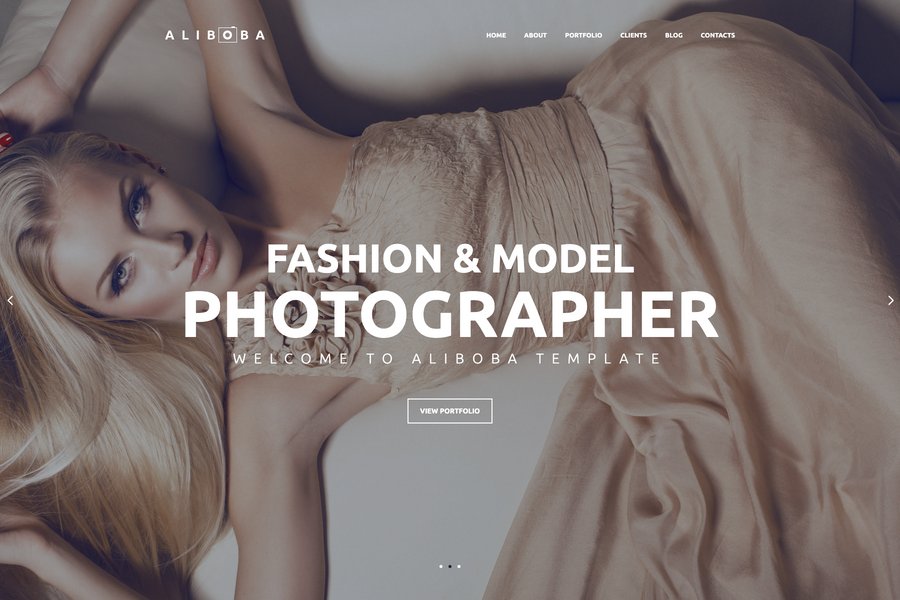 ALIBOBA
HOME ABOUT PORTFOLIO CLIENTS BLOG CONTACTS
FASHION & MODEL
PHOTOGRAPHER
WELCOME TO ALIBOBA TEMPLATE
VIEW PORTFOLIO